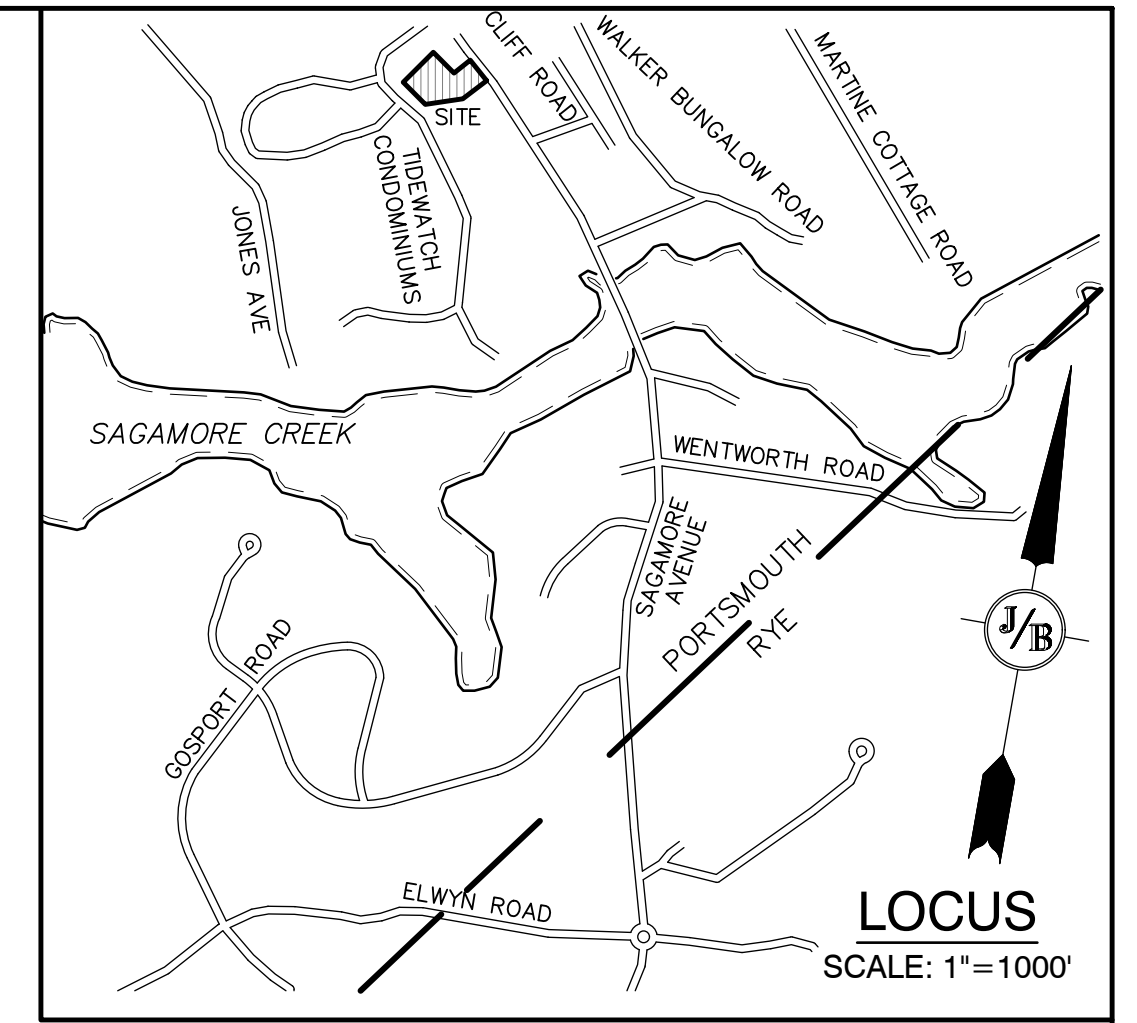 CLIFF ROAD
WALKER BUNGALOW ROAD
MARTINE COTTAGE ROAD
SITE
TIDEWATCH
CONDOMINIUMS
JONES AVE
SAGAMORE CREEK
WENTWORTH ROAD
SAGAMORE
AVENUE
PORTSMOUTH
RYE
J/B
GOSPORT ROAD
ELWYN ROAD
LOCUS
SCALE: 1"=1000'